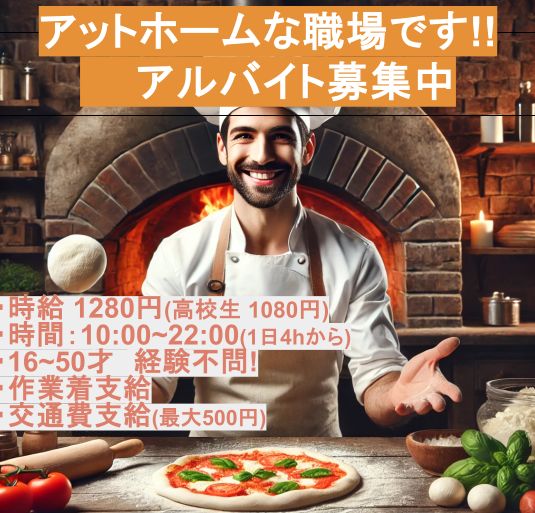 アットホームな職場です!!
アルバイト募集中
・時給 1280円(高校生 1080円)
・時間：10:00~22:00(1日4hから)
・16~50才　経験不問!
・作業着支給
・交通費支給(最大500円)